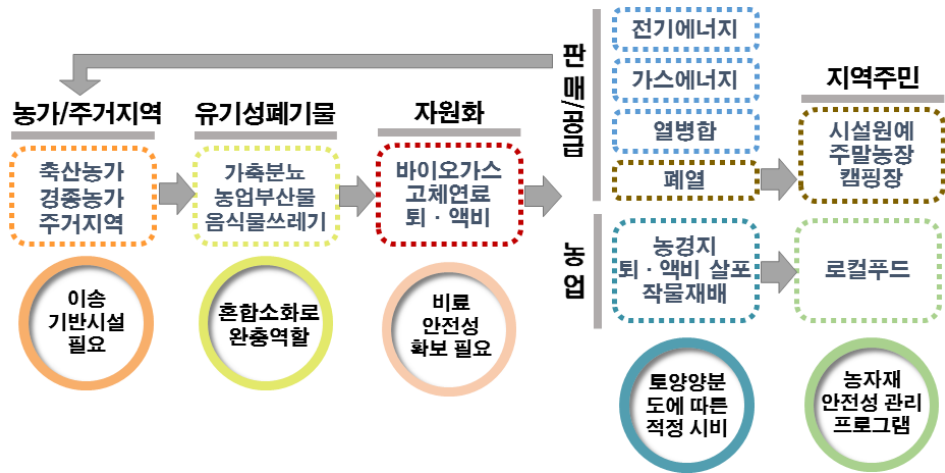 농가/주거지역
축산농가
경종농가
주거지역
이송
기반시설
필요
유기성폐기물
가축분뇨
농업부산물
음식물쓰레기
혼합소화로
완충역할
자원화
바이오가스
고체연료
퇴 · 액비
비료
안전성
확보 필요
판매/공급
전기에너지
가스에너지
열병합
폐열
지역주민
시설원예
주말농장
캠핑장
농업
농경지
퇴 · 액비 살포
작물재배
로컬푸드
토양양분
도에 따른
적정 시비
농자재
안전성 관리
프로그램